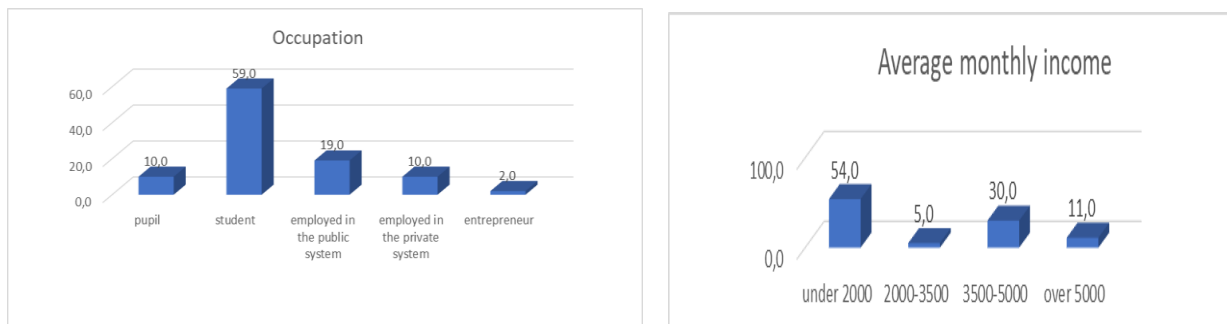 Occupation
60,0
40,0
20,0
0,0
10,0
59,0
19,0
10,0
2,0
pupil
student
employed in
the public
system
employed in
the private
system
entrepreneur
Average monthly income
100,0
0,0
54,0
5,0
30,0
11,0
under 2000
2000-3500
3500-5000
over 5000